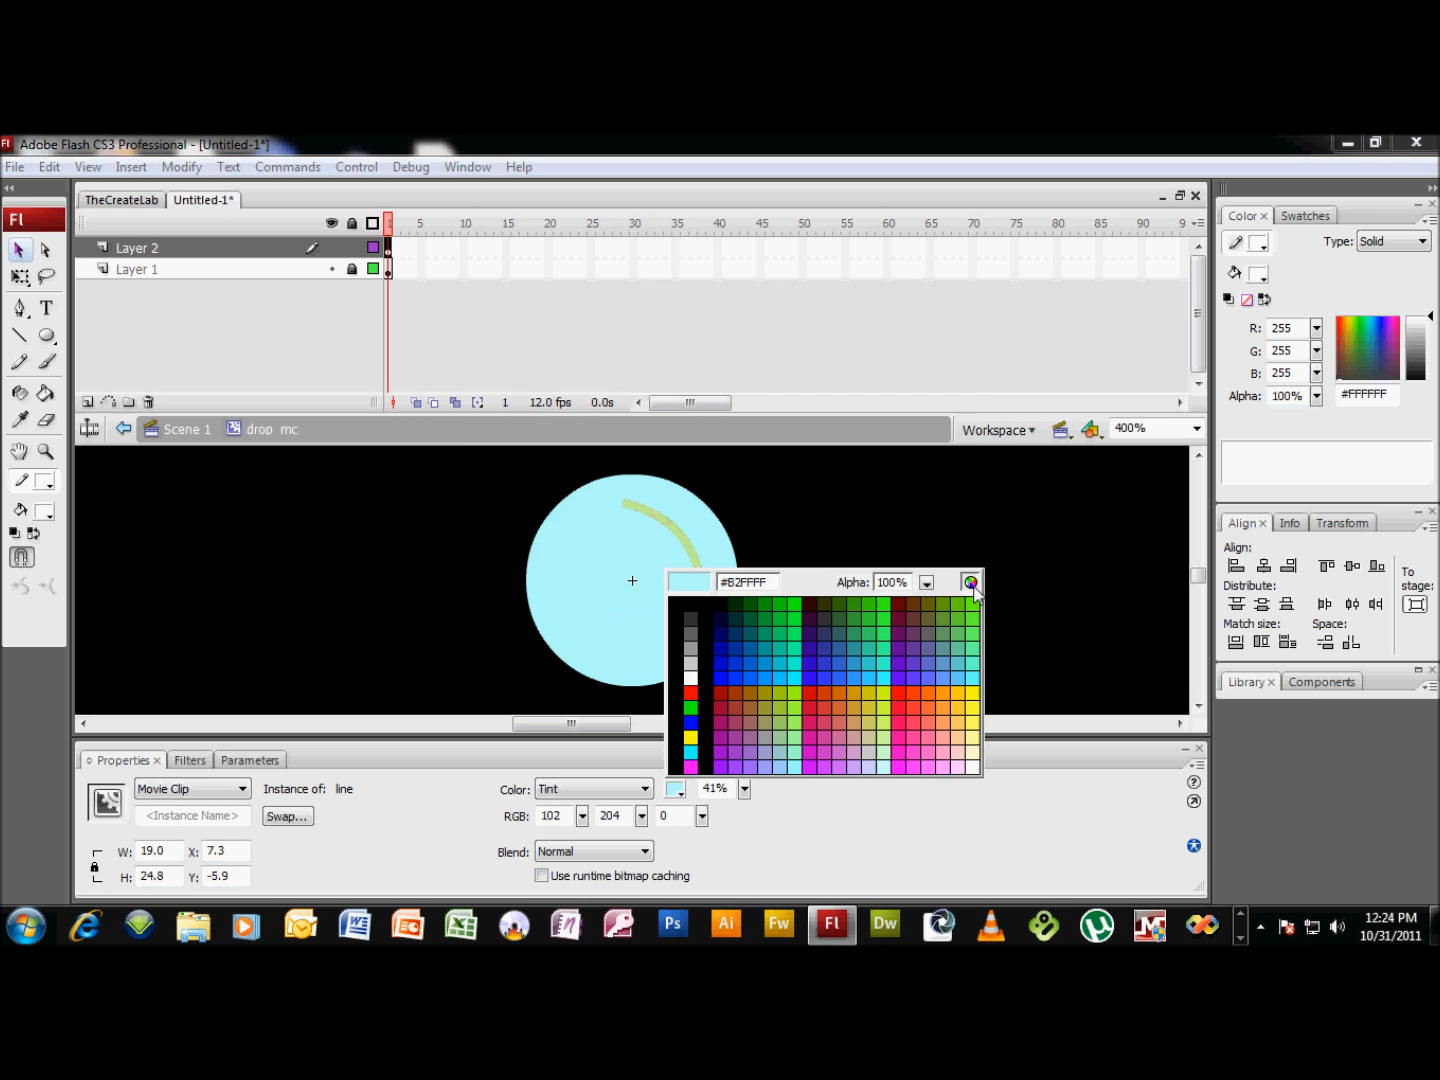 Fl Adobe Flash CS3 Professional - [Untitled-1*]
File Edit View Insert Modify Text Commands Control Debug Window Help
Fl
TheCreateLab Untitled-1*
1 5 10 15 20 25 30 35 40 45 50 55 60 65 70 75 80 85 90 9
Layer 2
Layer 1
1 12.0 fps 0.0s
Scene 1 drop mc Workspace 400%
Color Swatches
Type: Solid
R: 255
G: 255
B: 255
Alpha: 100% #FFFFFF
Align Info Transform
Align:
Distribute:
Match size: Space:
To stage:
Library Components
#B2FFFF Alpha: 100%
Properties Filters Parameters
Movie Clip Instance of: line Color: Tint 41%
<Instance Name> Swap... RGB: 102 204 0
W: 19.0 X: 7.3 Blend: Normal
H: 24.8 Y: -5.9 Use runtime bitmap caching
Ps Ai Fw Fl Dw
12:24 PM
10/31/2011